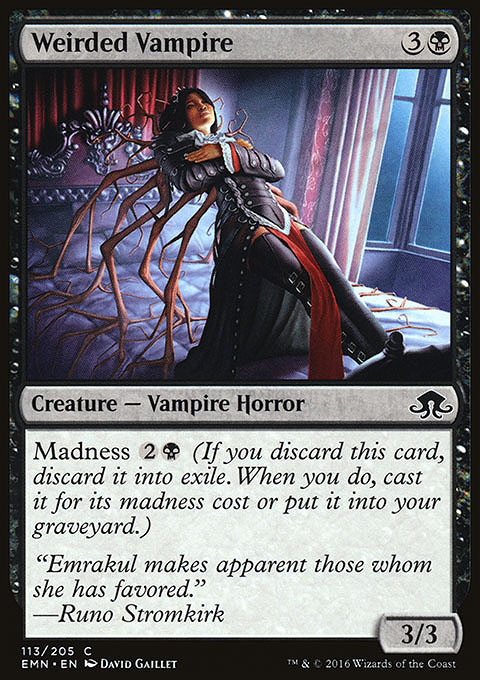 Weirded Vampire 3
Creature — Vampire Horror
Madness 2 (If you discard this card,
discard it into exile. When you do, cast
it for its madness cost or put it into your
graveyard.)
“Emrakul makes apparent those whom
she has favored.”
—Runo Stromkirk
3/3
113/205 C
EMN • EN David Gaillet
™ & © 2016 Wizards of the Coast